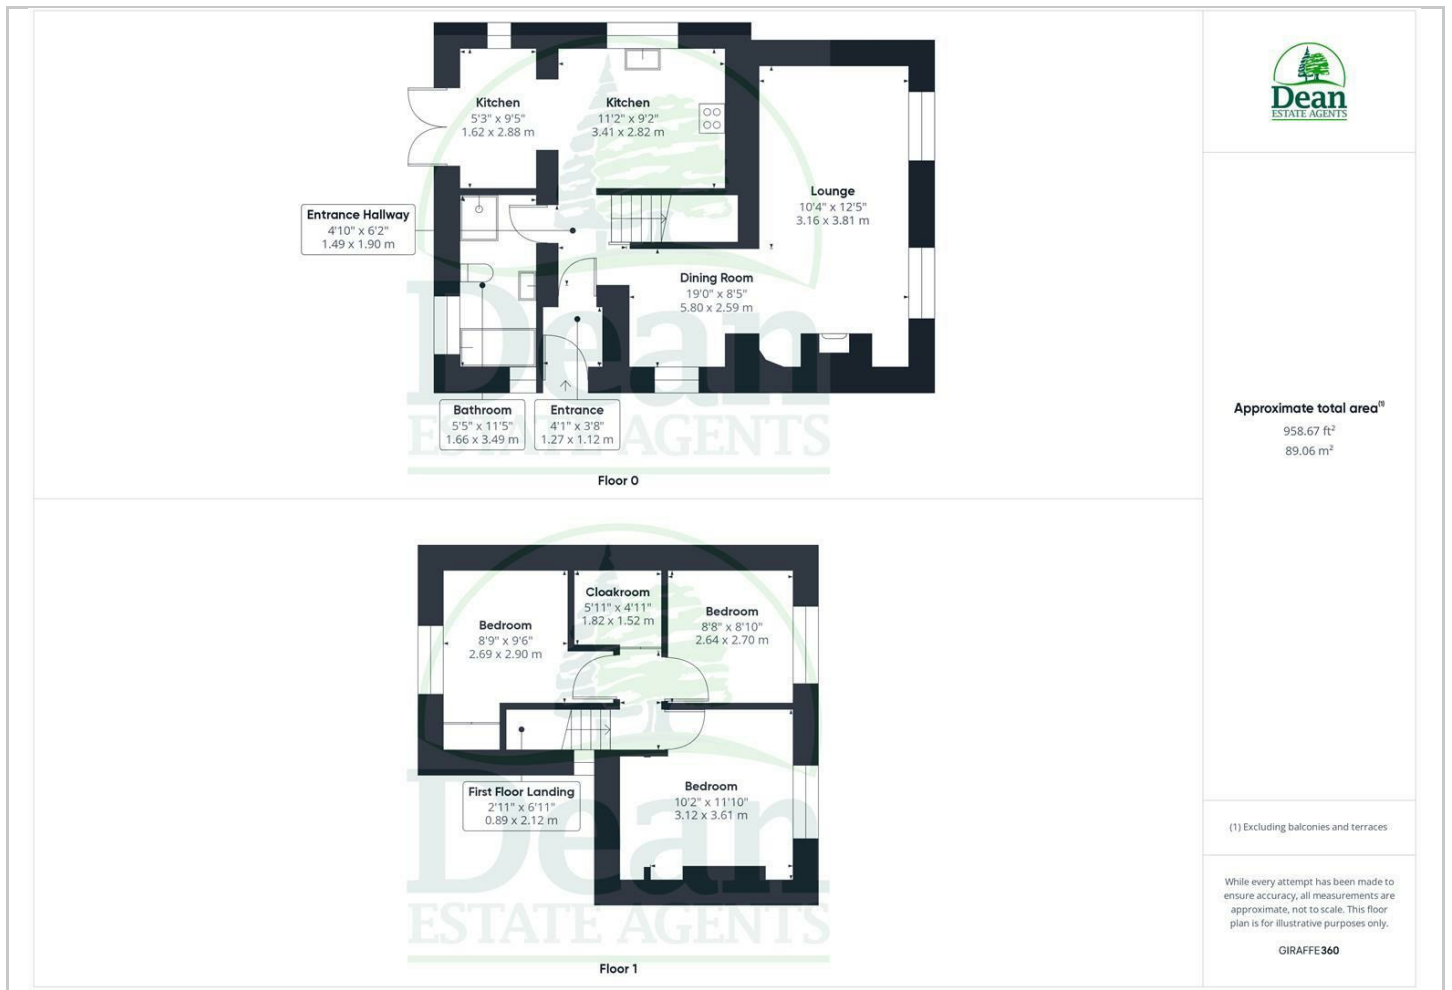 Kitchen
5'3" x 9'5"
1.62 x 2.88 m
Kitchen
11'2" x 9'2"
3.41 x 2.82 m
Lounge
10'4" x 12'5"
3.16 x 3.81 m
Entrance Hallway
4'10" x 6'2"
1.49 x 1.90 m
Dining Room
19'0" x 8'5"
5.80 x 2.59 m
Bathroom
5'5" x 11'5"
1.66 x 3.49 m
Entrance
4'1" x 3'8"
1.27 x 1.12 m
Dean
ESTATE AGENTS
Floor 0
Cloakroom
5'11" x 4'11"
1.82 x 1.52 m
Bedroom
8'9" x 9'6"
2.69 x 2.90 m
Bedroom
8'8" x 8'10"
2.64 x 2.70 m
First Floor Landing
2'11" x 6'11"
0.89 x 2.12 m
Bedroom
10'2" x 11'10"
3.12 x 3.61 m
Dean
ESTATE AGENTS
Floor 1
Dean
ESTATE AGENTS
Approximate total area(1)
958.67 ft²
89.06 m²
(1) Excluding balconies and terraces
While every attempt has been made to
ensure accuracy, all measurements are
approximate, not to scale. This floor
plan is for illustrative purposes only.
GIRAFFE360